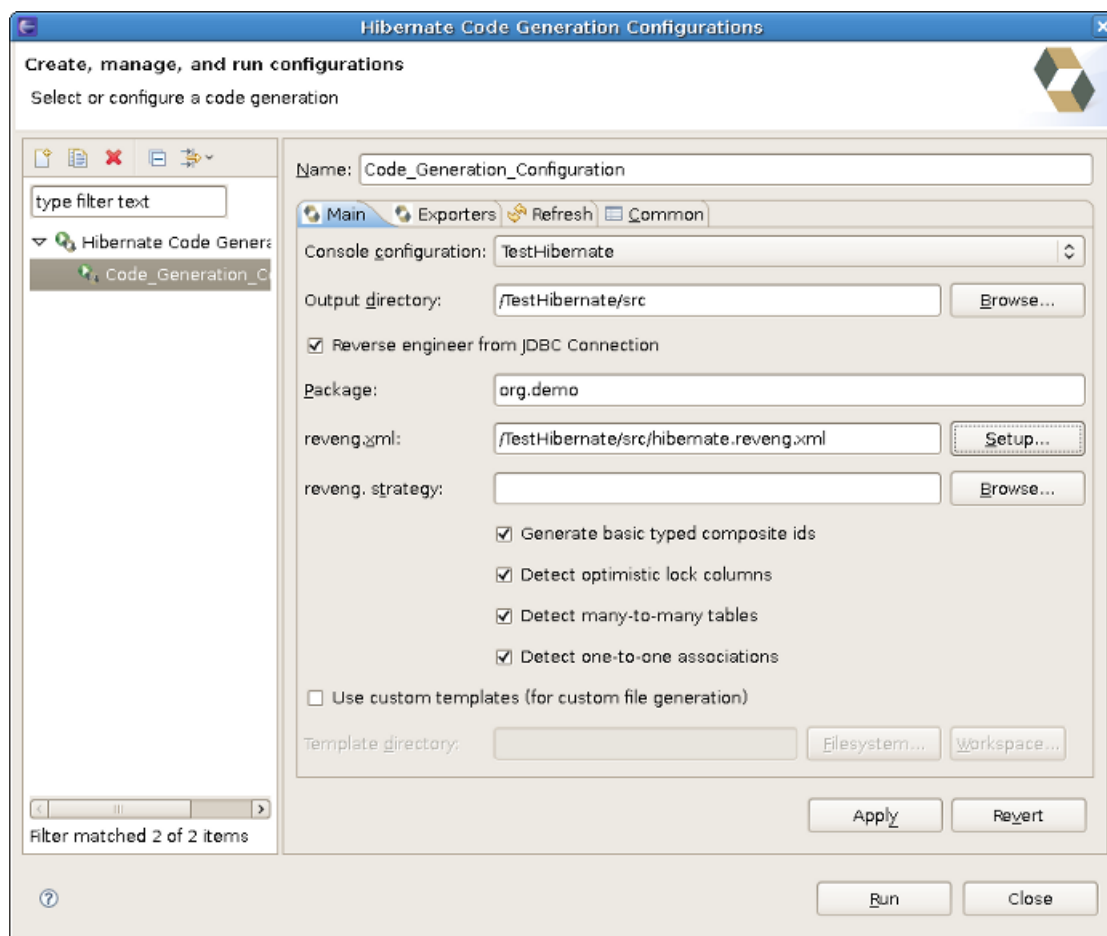 Hibernate Code Generation Configurations
Create, manage, and run configurations
Select or configure a code generation
Name: Code_Generation_Configuration
type filter text
Main Exporters Refresh Common
Hibernate Code Genera
Code_Generation_C
Console configuration: TestHibernate
Output directory: /TestHibernate/src Browse...
Reverse engineer from JDBC Connection
Package: org.demo
reveng.xml: /TestHibernate/src/hibernate.reveng.xml Setup...
reveng. strategy: Browse...
Generate basic typed composite ids
Detect optimistic lock columns
Detect many-to-many tables
Detect one-to-one associations
Use custom templates (for custom file generation)
Template directory: Filesystem... Workspace...
Filter matched 2 of 2 items
Apply Revert
Run Close